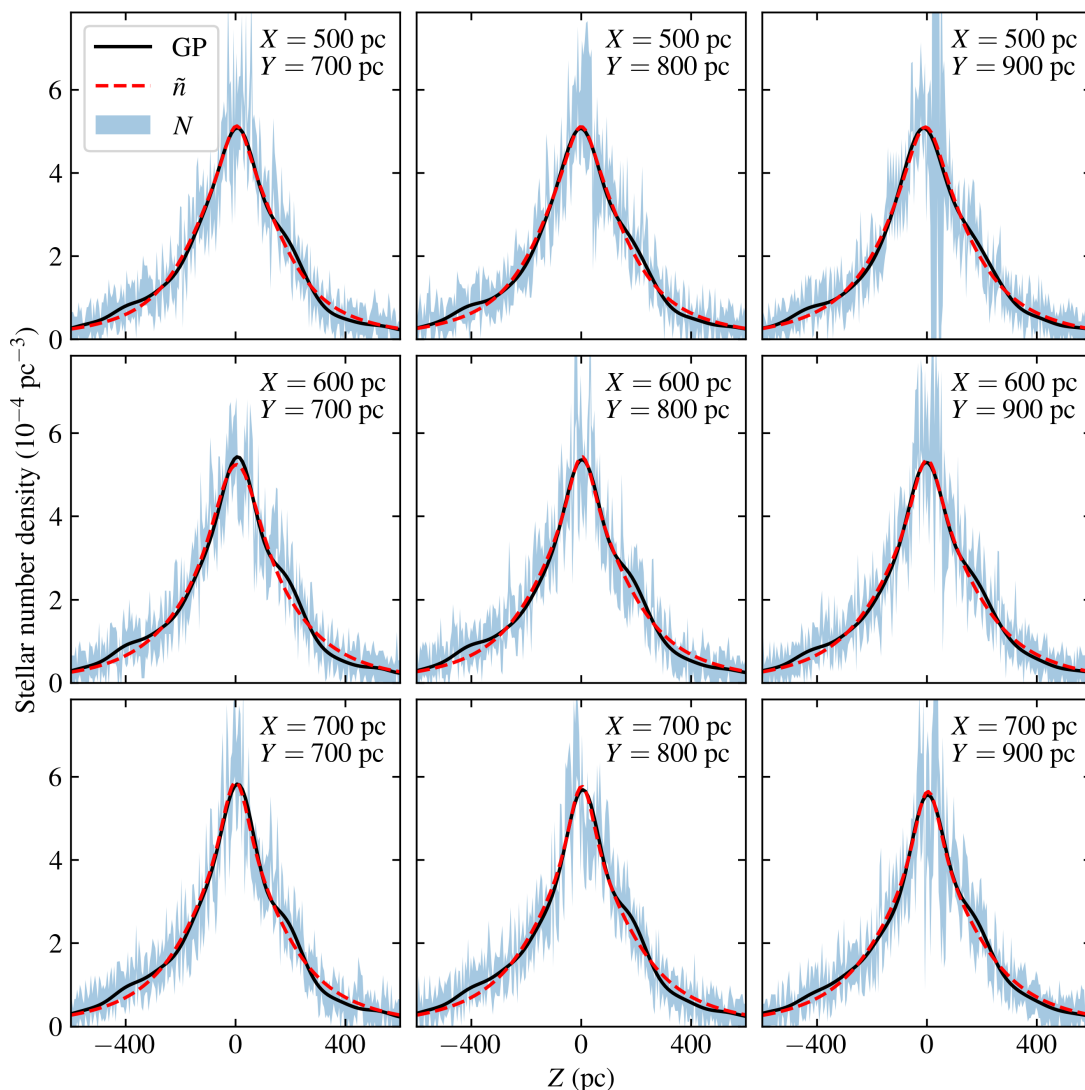 GP
ñ
N
X = 500 pc
Y = 700 pc
X = 500 pc
Y = 800 pc
X = 500 pc
Y = 900 pc
6
4
2
0
X = 600 pc
Y = 700 pc
X = 600 pc
Y = 800 pc
X = 600 pc
Y = 900 pc
6
4
2
0
X = 700 pc
Y = 700 pc
X = 700 pc
Y = 800 pc
X = 700 pc
Y = 900 pc
6
4
2
0
Stellar number density (10⁻⁴ pc⁻³)
−400 0 400 −400 0 400 −400 0 400
Z (pc)